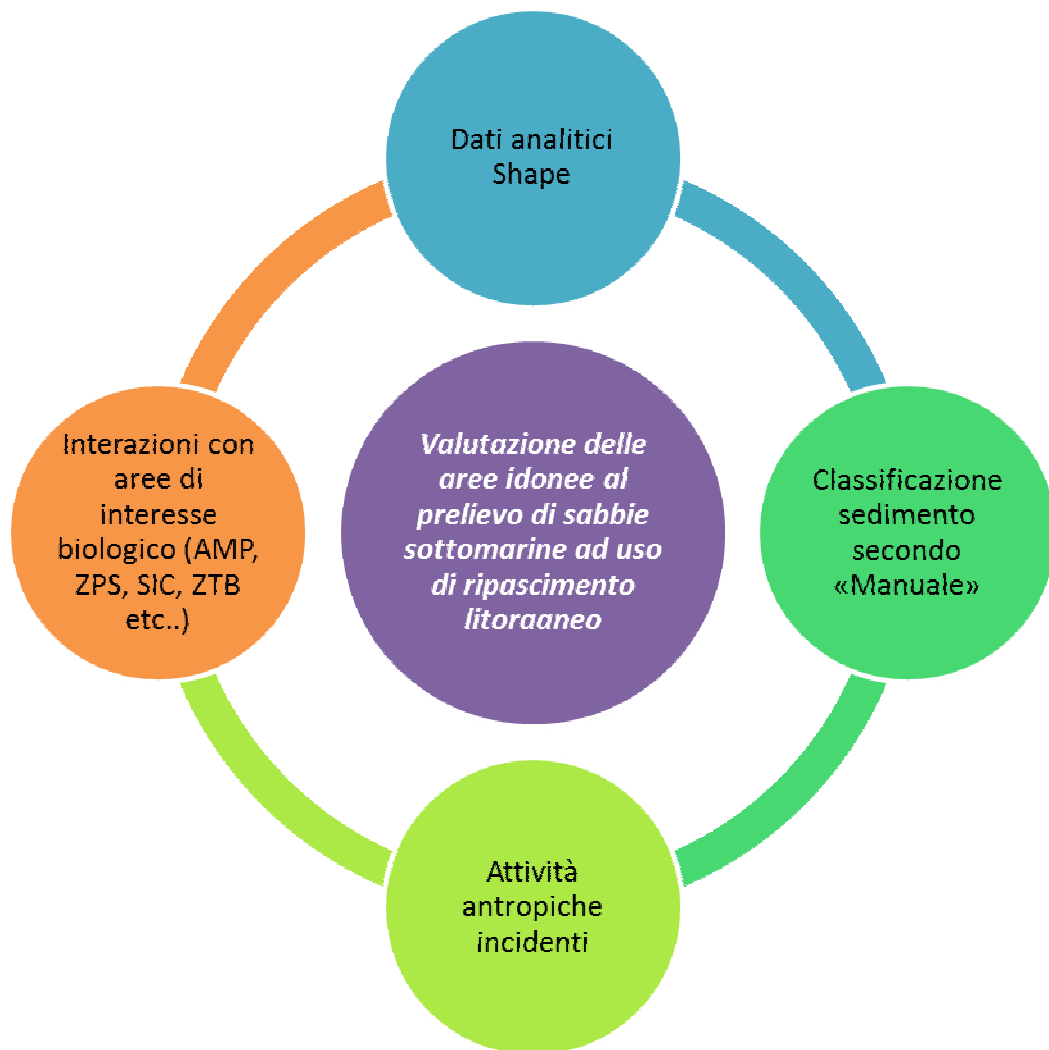 Dati analitici
Shape
Interazioni con
aree di
interesse
biologico (AMP,
ZPS, SIC, ZTB
etc..)
Valutazione delle
aree idonee al
prelievo di sabbie
sottomarine ad uso
di ripascimento
litoraaneo
Classificazione
sedimento
secondo
«Manuale»
Attività
antropiche
incidenti